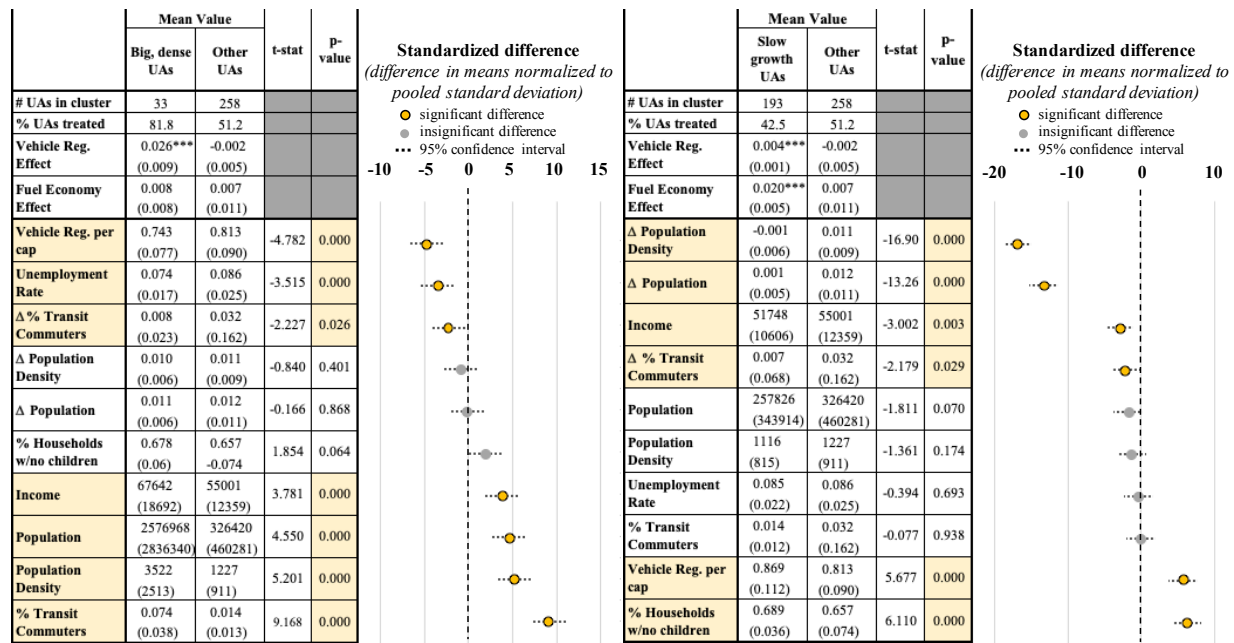 Mean Value
Big, dense UAs Other UAs t-stat p-value
# UAs in cluster 33 258
% UAs treated 81.8 51.2
Vehicle Reg. Effect 0.026*** -0.002
(0.009) (0.005)
Fuel Economy Effect 0.008 0.007
(0.008) (0.011)
Vehicle Reg. per cap 0.743 0.813 -4.782 0.000
(0.077) (0.090)
Unemployment Rate 0.074 0.086 -3.515 0.000
(0.017) (0.025)
Δ % Transit Commuters 0.008 0.032 -2.227 0.026
(0.023) (0.162)
Δ Population Density 0.010 0.011 -0.840 0.401
(0.006) (0.009)
Δ Population 0.011 0.012 -0.166 0.868
(0.006) (0.011)
% Households w/no children 0.678 0.657 1.854 0.064
(0.06) -0.074
Income 67642 55001 3.781 0.000
(18692) (12359)
Population 2576968 326420 4.550 0.000
(2836340) (460281)
Population Density 3522 1227 5.201 0.000
(2513) (911)
% Transit Commuters 0.074 0.014 9.168 0.000
(0.038) (0.013)
Standardized difference
(difference in means normalized to
pooled standard deviation)
significant difference
insignificant difference
95% confidence interval
-10 -5 0 5 10 15
Mean Value
Slow growth UAs Other UAs t-stat p-value
# UAs in cluster 193 258
% UAs treated 42.5 51.2
Vehicle Reg. Effect 0.004*** -0.002
(0.001) (0.005)
Fuel Economy Effect 0.020*** 0.007
(0.005) (0.011)
Δ Population Density -0.001 0.011 -16.90 0.000
(0.006) (0.009)
Δ Population 0.001 0.012 -13.26 0.000
(0.005) (0.011)
Income 51748 55001 -3.002 0.003
(10606) (12359)
Δ % Transit Commuters 0.007 0.032 -2.179 0.029
(0.068) (0.162)
Population 257826 326420 -1.811 0.070
(343914) (460281)
Population Density 1116 1227 -1.361 0.174
(815) (911)
Unemployment Rate 0.085 0.086 -0.394 0.693
(0.022) (0.025)
% Transit Commuters 0.014 0.032 -0.077 0.938
(0.012) (0.162)
Vehicle Reg. per cap 0.869 0.813 5.677 0.000
(0.112) (0.090)
% Households w/no children 0.689 0.657 6.110 0.000
(0.036) (0.074)
Standardized difference
(difference in means normalized to
pooled standard deviation)
significant difference
insignificant difference
95% confidence interval
-20 -10 0 10